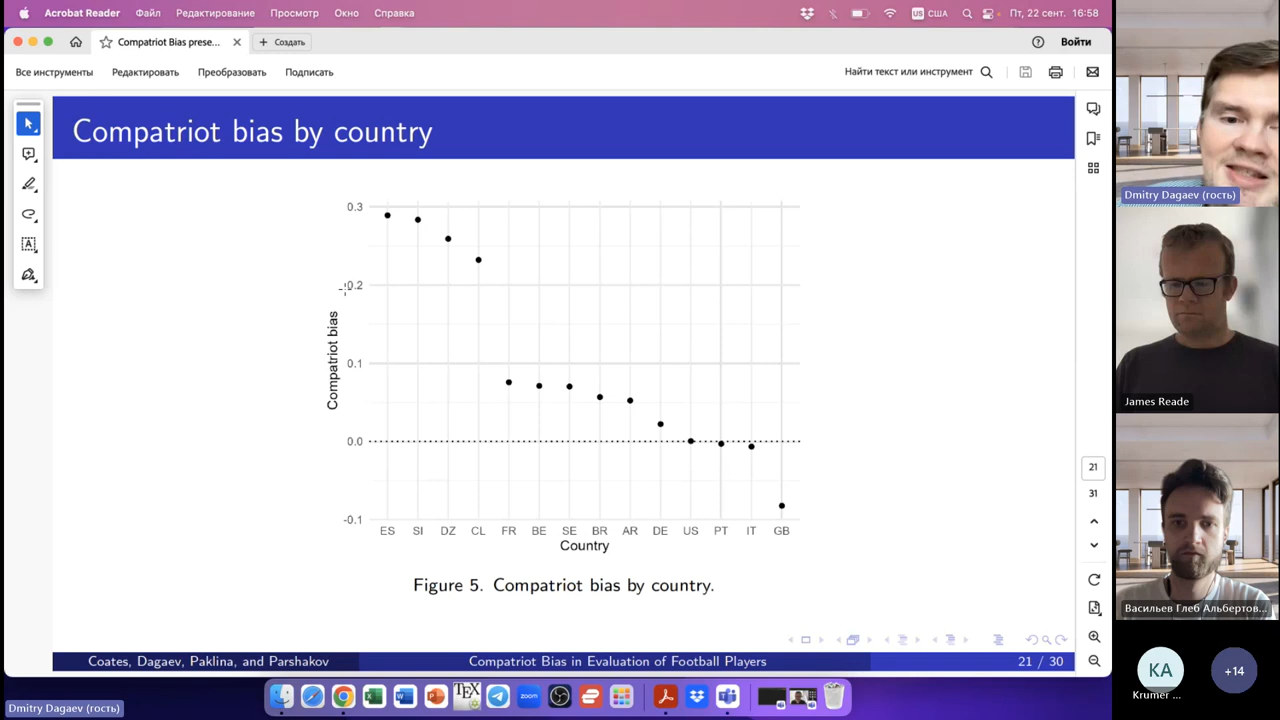 Acrobat Reader Файл Редактирование Просмотр Окно Справка США Пт, 22 сент. 16:58
Compatriot Bias prese... Создать Войти
Все инструменты Редактировать Преобразовать Подписать Найти текст или инструмент
Compatriot bias by country
0.3
0.2
0.1
0.0
-0.1
Compatriot bias
ES SI DZ CL FR BE SE BR AR DE US PT IT GB
Country
Figure 5. Compatriot bias by country.
Coates, Dagaev, Paklina, and Parshakov Compatriot Bias in Evaluation of Football Players 21 / 30
21
31
Dmitry Dagaev (гость)
James Reade
Васильев Глеб Альбертов...
KA
Krumer ...
+14
TEX
zoom
Dmitry Dagaev (гость)